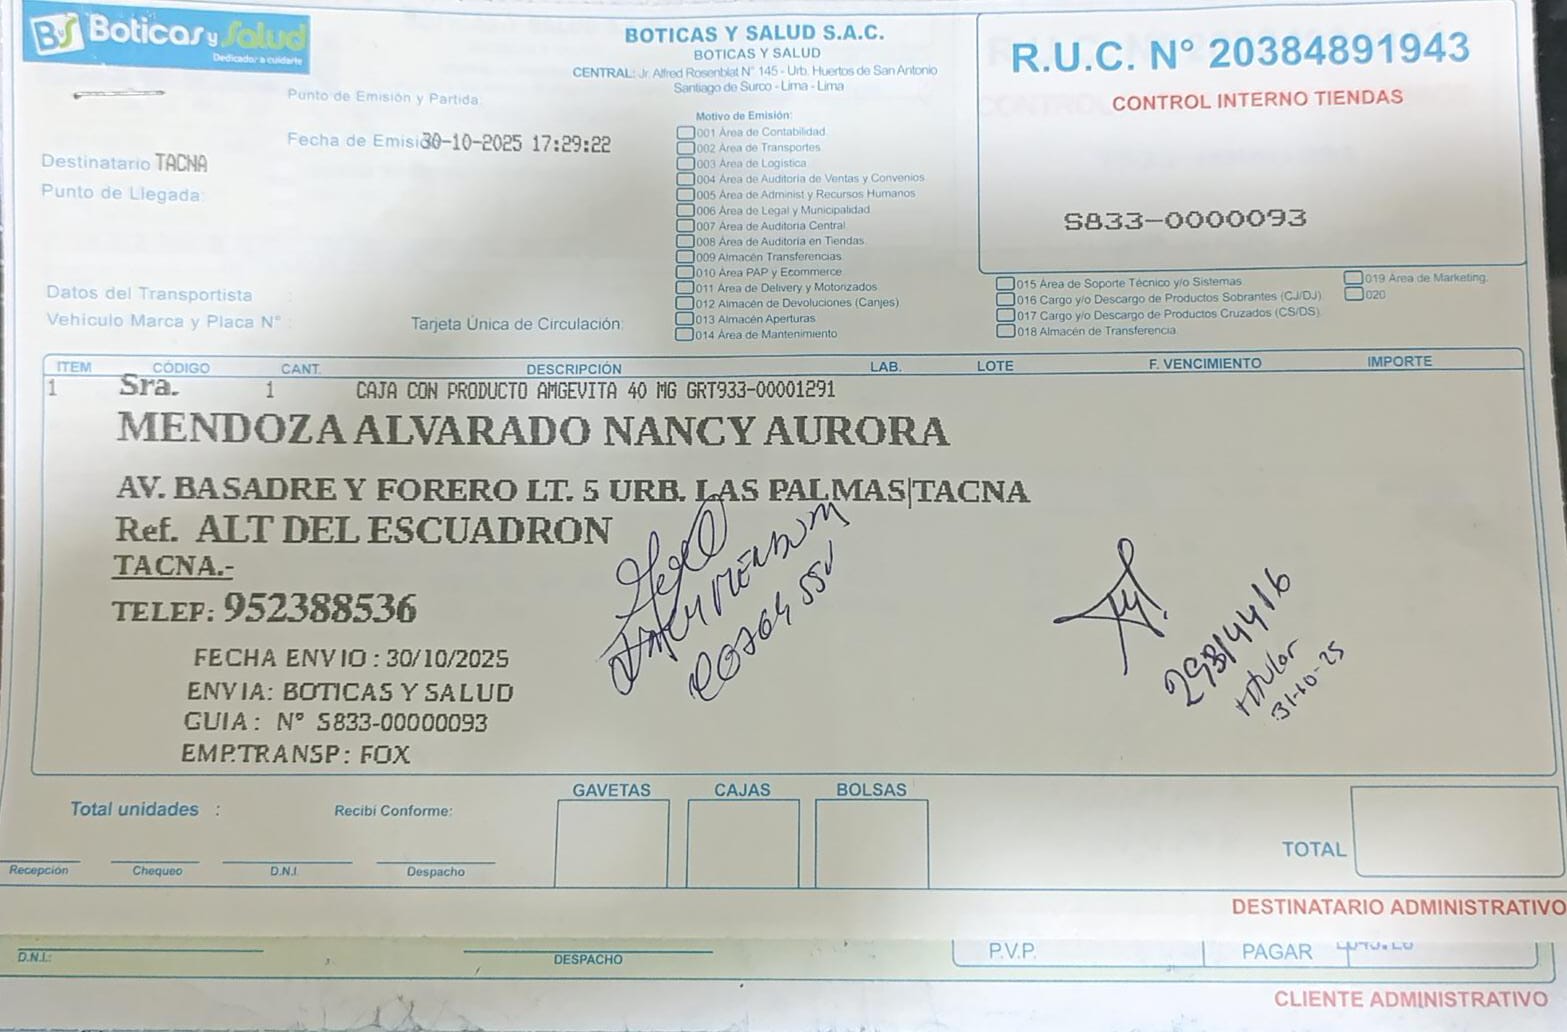 BS Boticas y Salud
Dedicados a cuidarte
BOTICAS Y SALUD S.A.C.
BOTICAS Y SALUD
CENTRAL: Jr. Alfred Rosenblat N° 145 - Urb. Huertos de San Antonio
Santiago de Surco - Lima - Lima
R.U.C. N° 20384891943
CONTROL INTERNO TIENDAS
S833-0000093
Punto de Emisión y Partida:
Fecha de Emisi 30-10-2025 17:29:22
Destinatario TACNA
Punto de Llegada:
Motivo de Emisión:
001 Área de Contabilidad
002 Área de Transportes
003 Área de Logística
004 Área de Auditoria de Ventas y Convenios
005 Área de Administ y Recursos Humanos
006 Área de Legal y Municipalidad
007 Área de Auditoria Central
008 Área de Auditoria en Tiendas
009 Almacén Transferencias
010 Área PAP y Ecommerce
011 Área de Delivery y Motorizados
012 Almacén de Devoluciones (Canjes)
013 Almacén Aperturas
014 Área de Mantenimiento
015 Área de Soporte Técnico y/o Sistemas
016 Cargo y/o Descargo de Productos Sobrantes (CJ/DJ)
017 Cargo y/o Descargo de Productos Cruzados (CS/DS)
018 Almacén de Transferencia
019 Área de Marketing.
020
Datos del Transportista :
Vehículo Marca y Placa N° :
Tarjeta Única de Circulación:
ITEM CÓDIGO CANT. DESCRIPCIÓN LAB. LOTE F. VENCIMIENTO IMPORTE
1 Sra. 1 CAJA CON PRODUCTO AMGEVITA 40 MG GRT933-00001291
MENDOZA ALVARADO NANCY AURORA
AV. BASADRE Y FORERO LT. 5 URB. LAS PALMAS|TACNA
Ref. ALT DEL ESCUADRON
TACNA.-
TELEF: 952388536
FECHA ENVIO : 30/10/2025
ENVIA: BOTICAS Y SALUD
GUIA : N° S833-00000093
EMP.TRANSP: FOX
29814416
titular
31-10-25
Total unidades :
Recibí Conforme:
GAVETAS CAJAS BOLSAS
TOTAL
Recepción Chequeo D.N.I. Despacho
DESTINATARIO ADMINISTRATIVO
D.N.I.: DESPACHO P.V.P. PAGAR
CLIENTE ADMINISTRATIVO